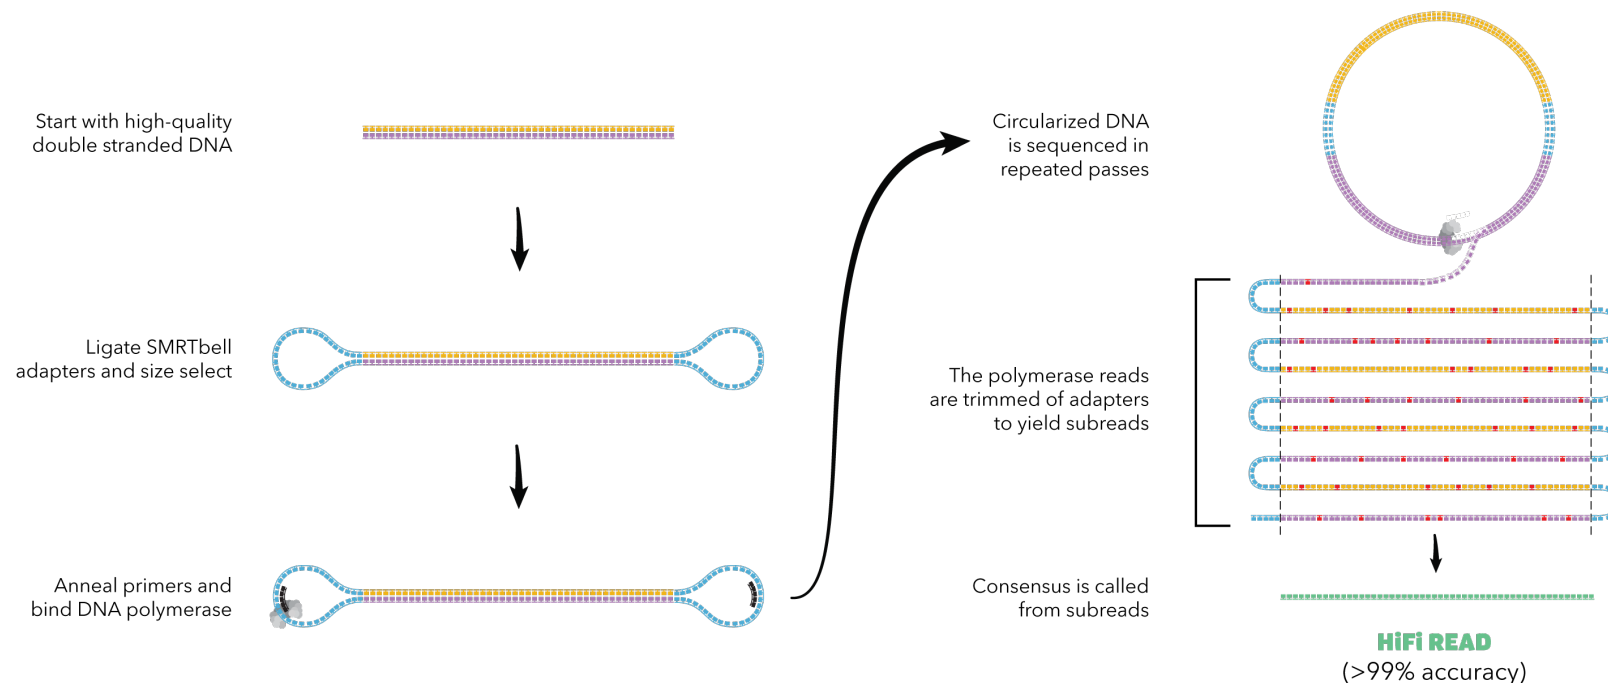 Start with high-quality
double stranded DNA
Ligate SMRTbell
adapters and size select
Anneal primers and
bind DNA polymerase
Circularized DNA
is sequenced in
repeated passes
The polymerase reads
are trimmed of adapters
to yield subreads
Consensus is called
from subreads
HiFi READ
(>99% accuracy)